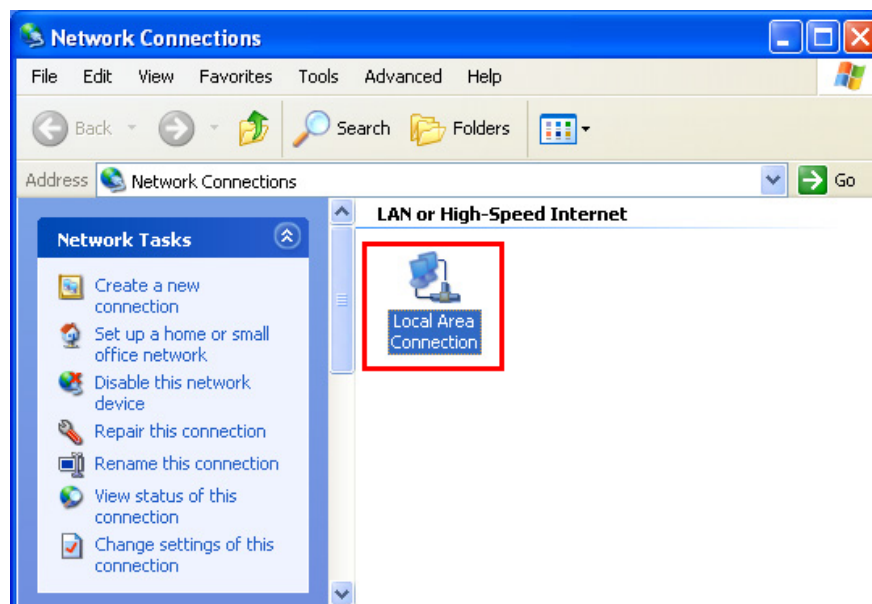 Network Connections
File Edit View Favorites Tools Advanced Help
Back Search Folders
Address Network Connections Go
LAN or High-Speed Internet
Network Tasks
Create a new
connection
Set up a home or small
office network
Disable this network
device
Repair this connection
Rename this connection
View status of this
connection
Change settings of this
connection
Local Area
Connection